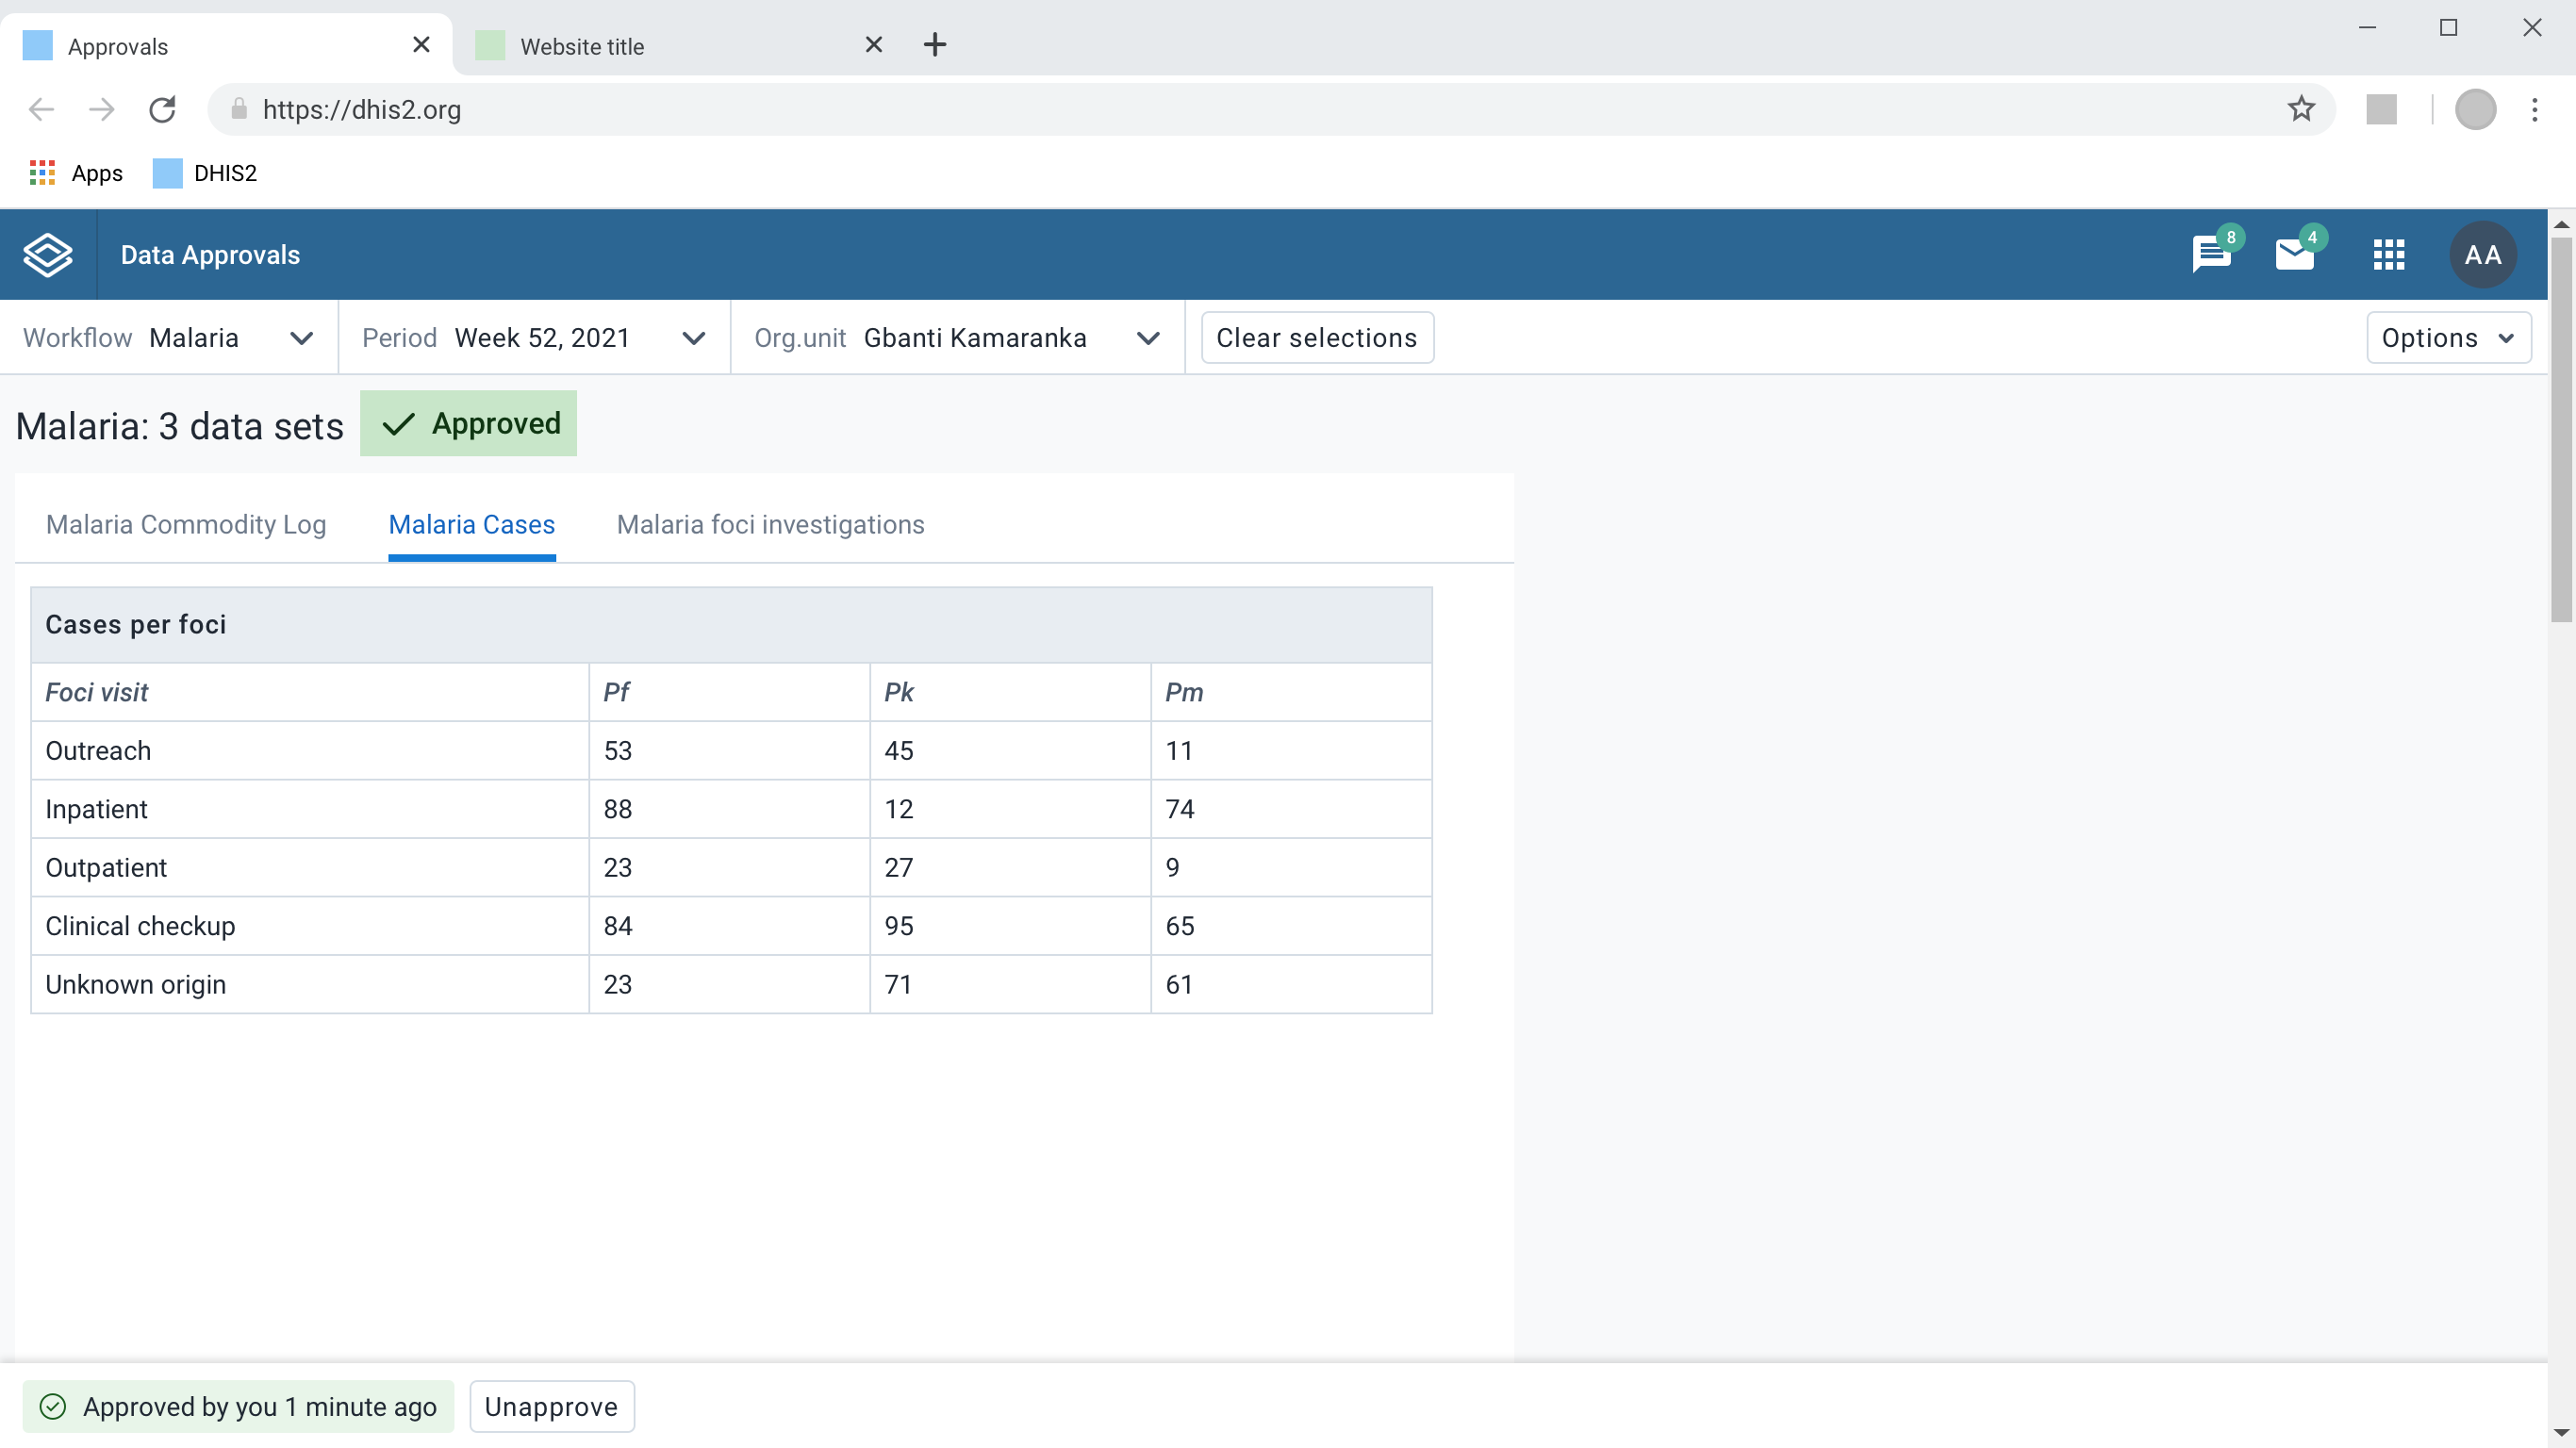 Approvals
Website title
https://dhis2.org
Apps
DHIS2
Data Approvals
8
4
AA
Workflow Malaria
Period Week 52, 2021
Org.unit Gbanti Kamaranka
Clear selections
Options
Malaria: 3 data sets
Approved
Malaria Commodity Log
Malaria Cases
Malaria foci investigations
Cases per foci
Foci visit Pf Pk Pm
Outreach 53 45 11
Inpatient 88 12 74
Outpatient 23 27 9
Clinical checkup 84 95 65
Unknown origin 23 71 61
Approved by you 1 minute ago
Unapprove